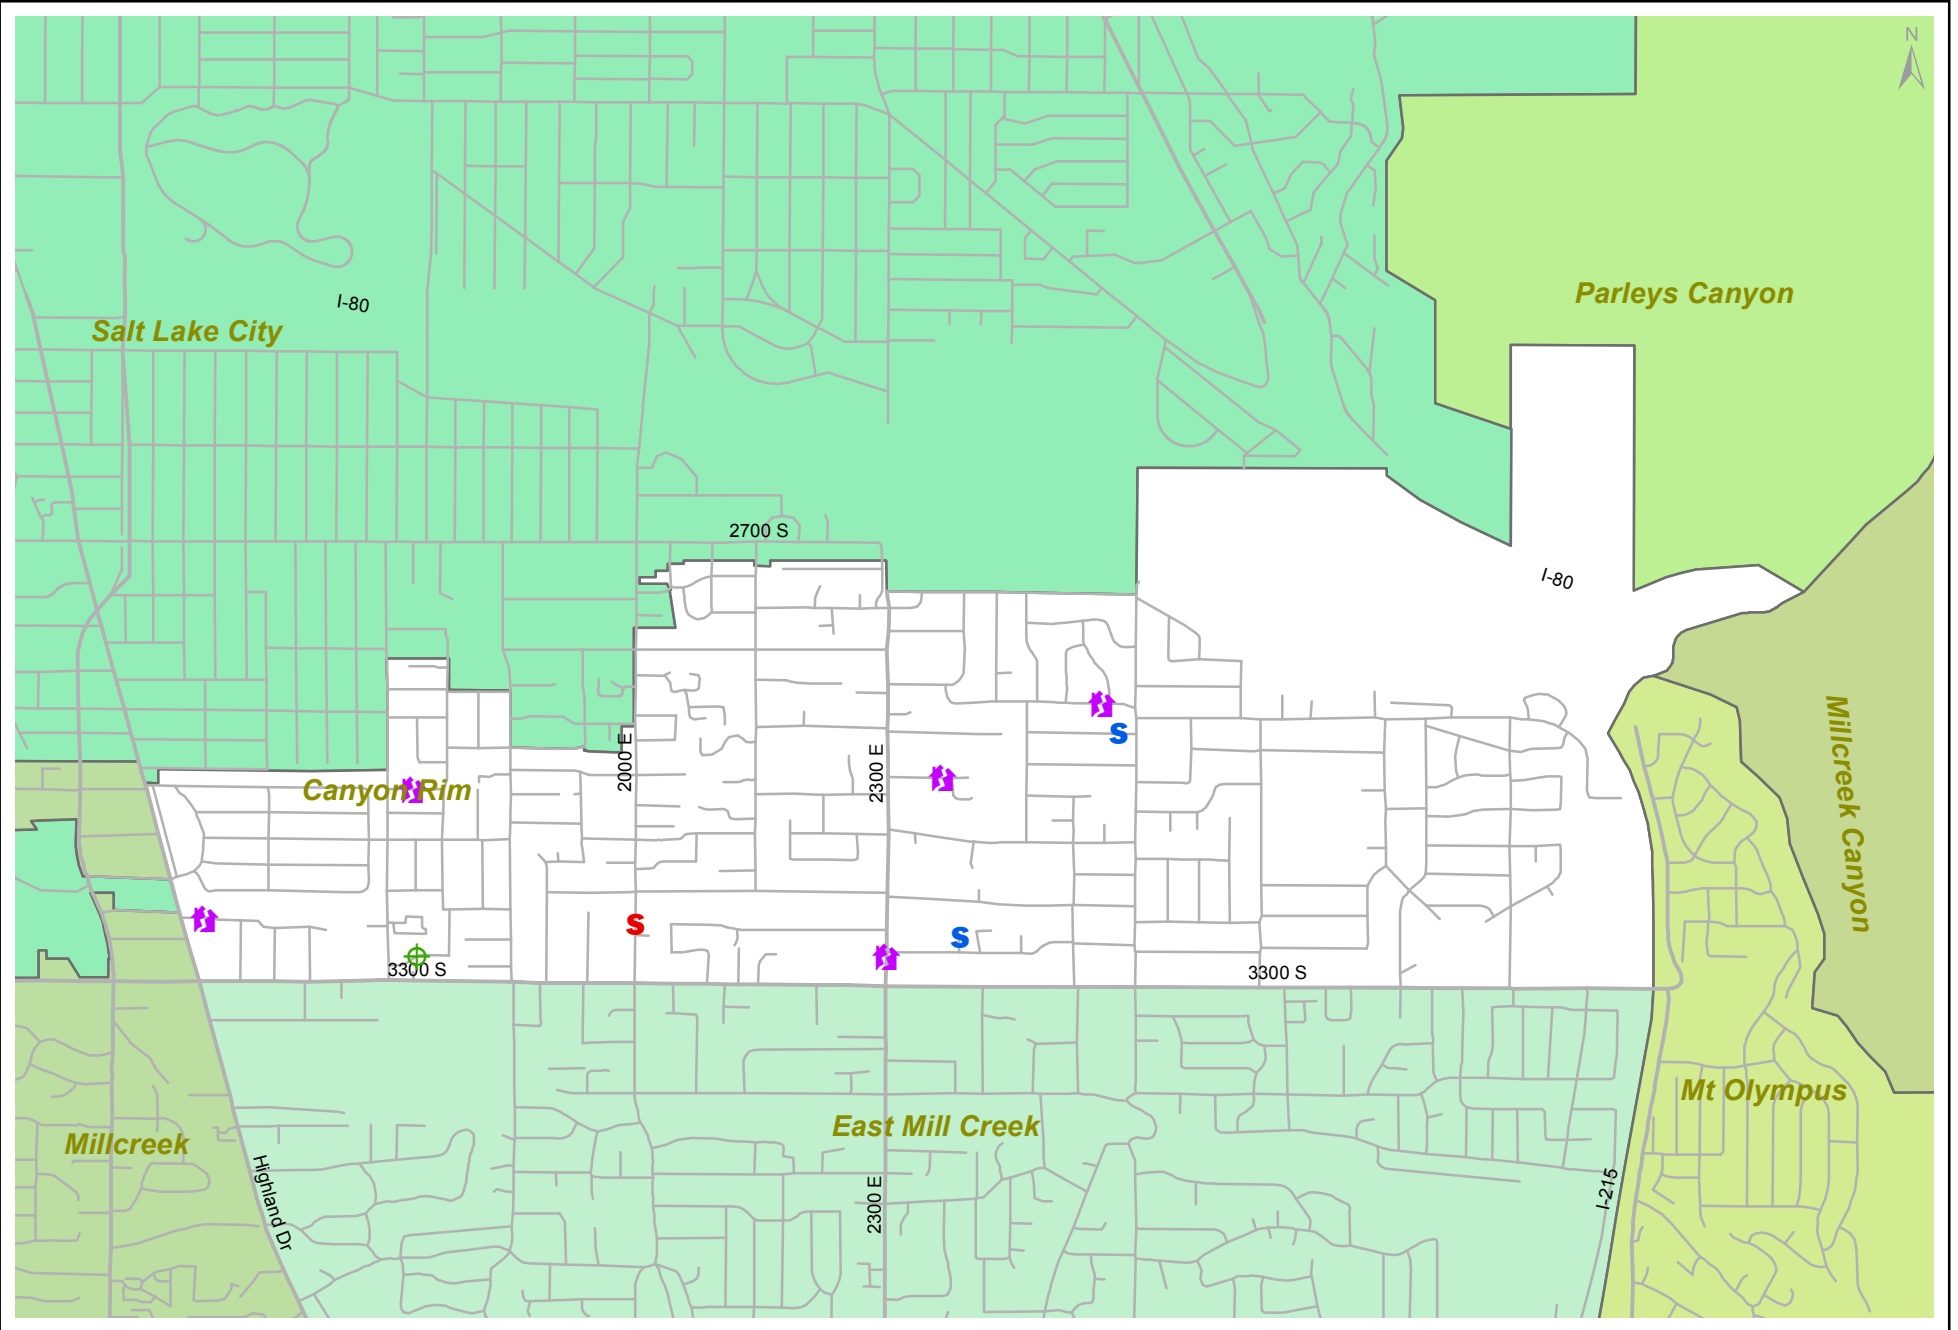 N
Parleys Canyon
I-80
Salt Lake City
2700 S
I-80
Canyon Rim
2000 E
2300 E
Millcreek Canyon
S
S
S
3300 S
3300 S
Mt Olympus
East Mill Creek
Millcreek
Highland Dr
2300 E
I-215